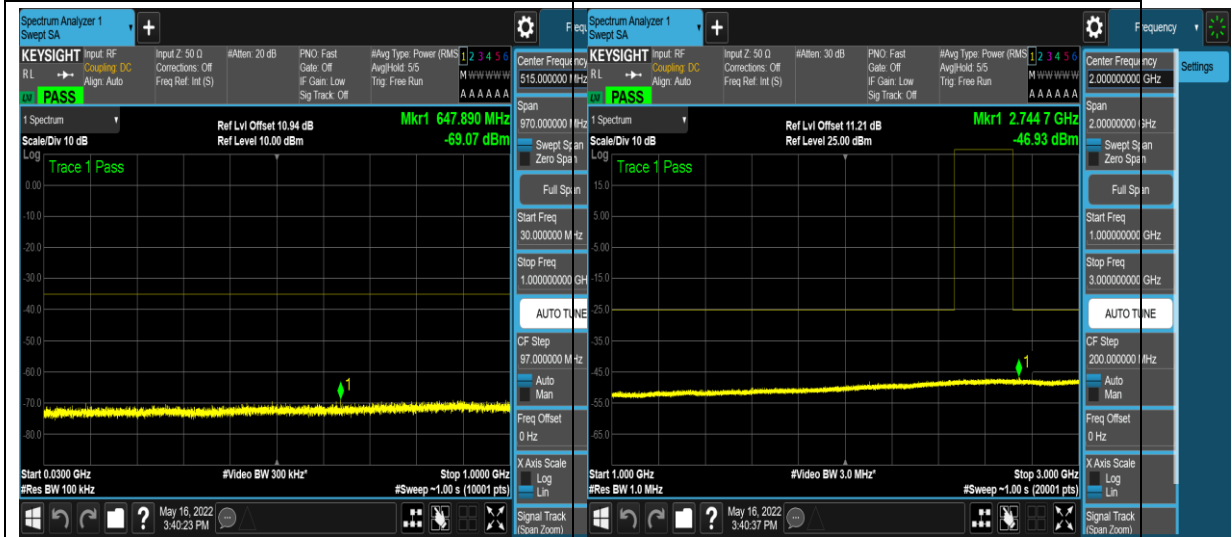 Spectrum Analyzer 1
Swept SA
+
KEYSIGHT
Input: RF
Coupling: DC
Align: Auto
Input Z: 50 Ω
Corrections: Off
Freq Ref: Int (S)
#Atten: 20 dB
PNO: Fast
Gate: Off
IF Gain: Low
Sig Track: Off
#Avg Type: Power (RMS
Avg|Hold: 5/5
Trig: Free Run
1 2 3 4 5 6
M W W W W W
A A A A A A
RL
PASS
1 Spectrum
Scale/Div 10 dB
Ref Lvl Offset 10.94 dB
Ref Level 10.00 dBm
Mkr1 647.890 MHz
-69.07 dBm
Log
Trace 1 Pass
0.00
-10.0
-20.0
-30.0
-40.0
-50.0
-60.0
-70.0
-80.0
1
Start 0.0300 GHz
#Res BW 100 kHz
#Video BW 300 kHz*
Stop 1.0000 GHz
#Sweep ~1.00 s (10001 pts)
May 16, 2022
3:40:23 PM
Frequ
Center Frequency
515.000000 MHz
Span
970.000000 MHz
Swept Span
Zero Span
Full Span
Start Freq
30.000000 MHz
Stop Freq
1.000000000 GH
AUTO TUNE
CF Step
97.000000 MHz
Auto
Man
Freq Offset
0 Hz
X Axis Scale
Log
Lin
Signal Track
(Span Zoom)
Spectrum Analyzer 1
Swept SA
+
KEYSIGHT
Input: RF
Coupling: DC
Align: Auto
Input Z: 50 Ω
Corrections: Off
Freq Ref: Int (S)
#Atten: 30 dB
PNO: Fast
Gate: Off
IF Gain: Low
Sig Track: Off
#Avg Type: Power (RMS
Avg|Hold: 5/5
Trig: Free Run
1 2 3 4 5 6
M W W W W W
A A A A A A
RL
PASS
1 Spectrum
Scale/Div 10 dB
Ref Lvl Offset 11.21 dB
Ref Level 25.00 dBm
Mkr1 2.744 7 GHz
-46.93 dBm
Log
Trace 1 Pass
15.0
5.00
-5.00
-15.0
-25.0
-35.0
-45.0
-55.0
-65.0
1
Start 1.000 GHz
#Res BW 1.0 MHz
#Video BW 3.0 MHz*
Stop 3.000 GHz
#Sweep ~1.00 s (20001 pts)
May 16, 2022
3:40:37 PM
Frequency
Center Frequency
2.000000000 GHz
Span
2.00000000 GHz
Swept Span
Zero Span
Full Span
Start Freq
1.000000000 GHz
Stop Freq
3.000000000 GHz
AUTO TUNE
CF Step
200.000000 MHz
Auto
Man
Freq Offset
0 Hz
X Axis Scale
Log
Lin
Signal Track
(Span Zoom)
Settings